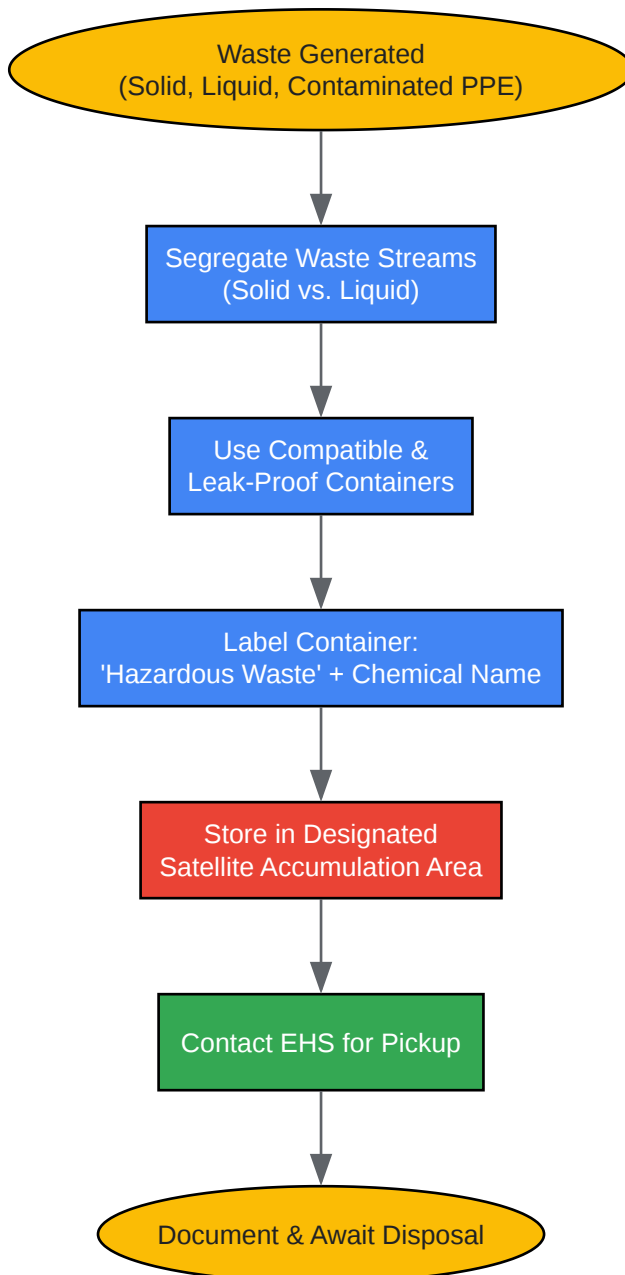 Waste Generated
(Solid, Liquid, Contaminated PPE)
Segregate Waste Streams
(Solid vs. Liquid)
Use Compatible &
Leak-Proof Containers
Label Container:
'Hazardous Waste' + Chemical Name
Store in Designated
Satellite Accumulation Area
Contact EHS for Pickup
Document & Await Disposal